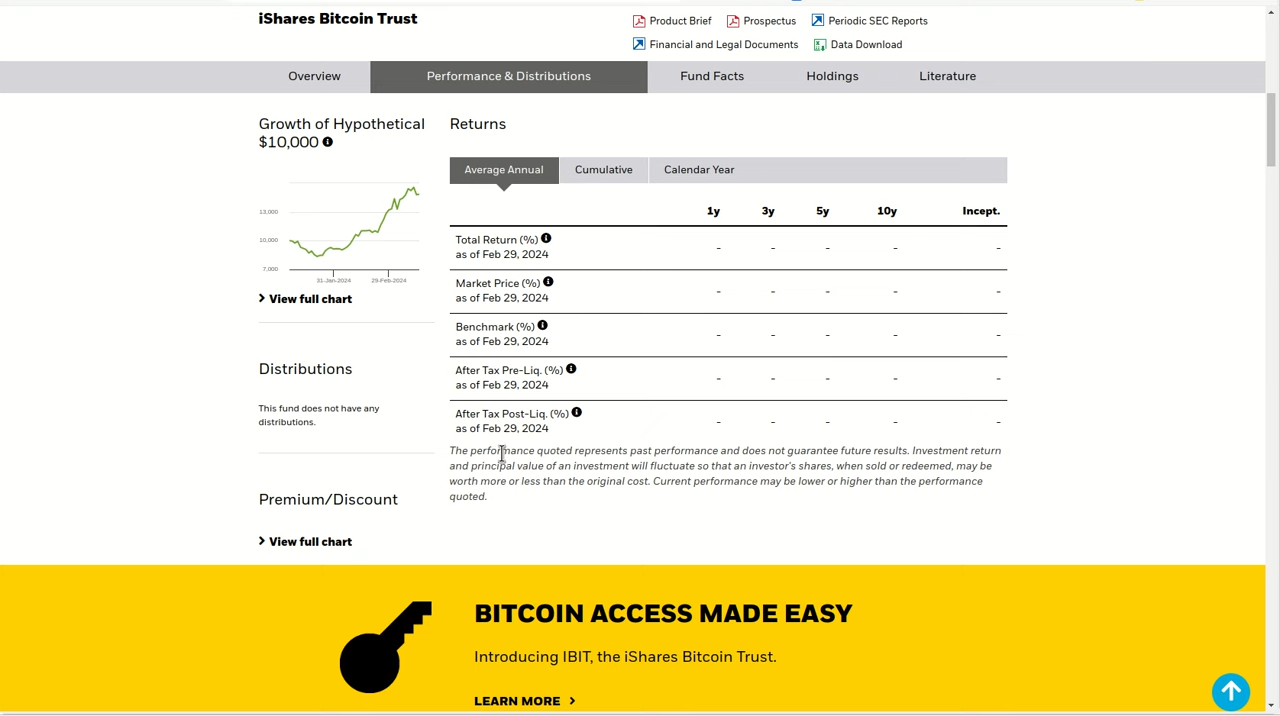 iShares Bitcoin Trust
Product Brief
Prospectus
Periodic SEC Reports
Financial and Legal Documents
Data Download
Overview
Performance & Distributions
Fund Facts
Holdings
Literature
Growth of Hypothetical
$10,000
13,000
10,000
7,000
31-Jan-2024
29-Feb-2024
View full chart
Distributions
This fund does not have any
distributions.
Premium/Discount
View full chart
Returns
Average Annual
Cumulative
Calendar Year
1y 3y 5y 10y Incept.
Total Return (%) - - - - -
as of Feb 29, 2024
Market Price (%) - - - - -
as of Feb 29, 2024
Benchmark (%) - - - - -
as of Feb 29, 2024
After Tax Pre-Liq. (%) - - - - -
as of Feb 29, 2024
After Tax Post-Liq. (%) - - - - -
as of Feb 29, 2024
The performance quoted represents past performance and does not guarantee future results. Investment return
and principal value of an investment will fluctuate so that an investor's shares, when sold or redeemed, may be
worth more or less than the original cost. Current performance may be lower or higher than the performance
quoted.
BITCOIN ACCESS MADE EASY
Introducing IBIT, the iShares Bitcoin Trust.
LEARN MORE